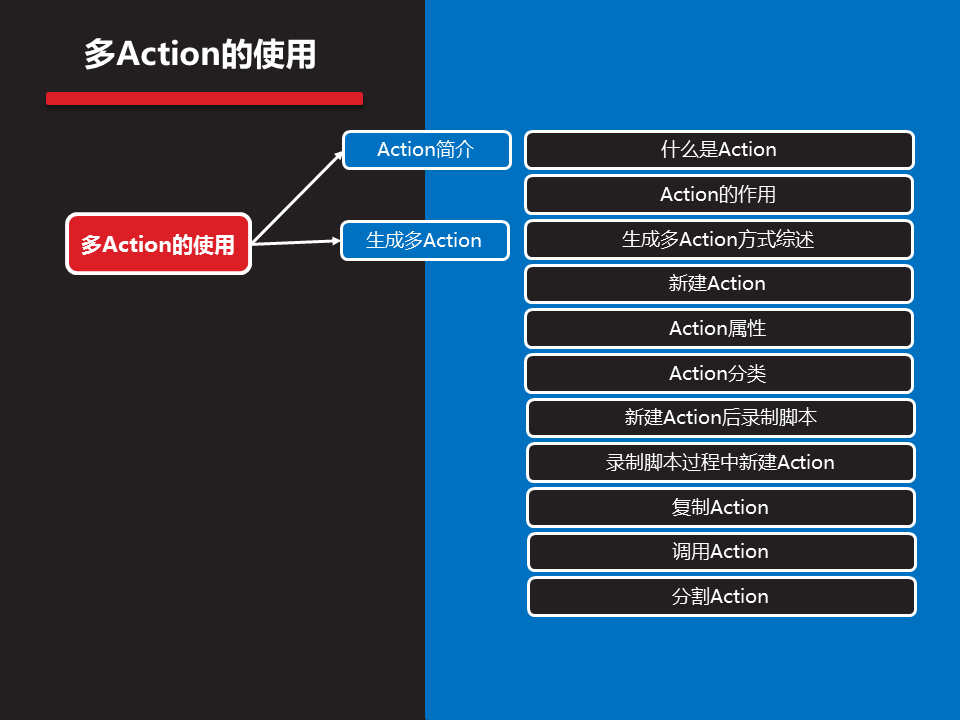 多Action的使用
多Action的使用
Action简介
生成多Action
什么是Action
Action的作用
生成多Action方式综述
新建Action
Action属性
Action分类
新建Action后录制脚本
录制脚本过程中新建Action
复制Action
调用Action
分割Action